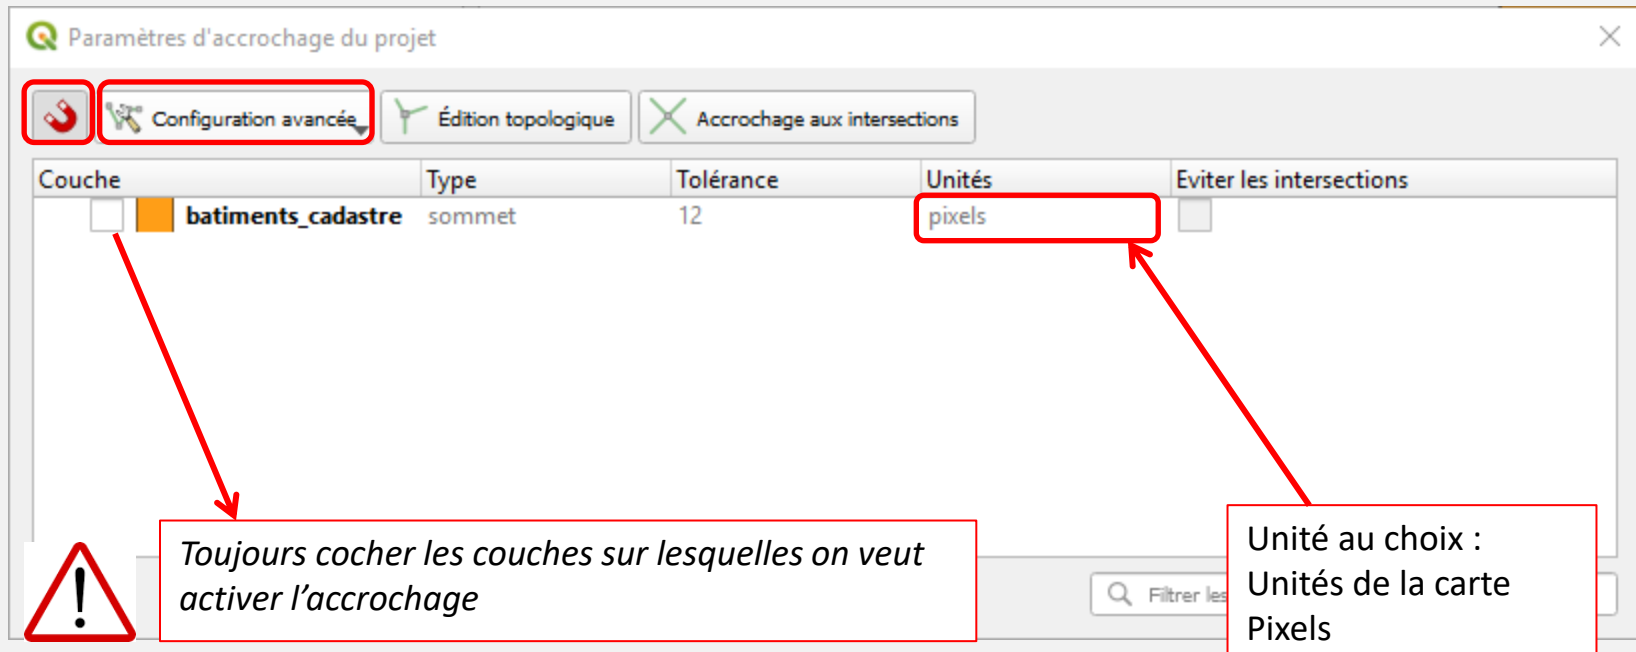 Paramètres d'accrochage du projet
Configuration avancée Édition topologique Accrochage aux intersections
Couche Type Tolérance Unités Eviter les intersections
batiments_cadastre sommet 12 pixels
Toujours cocher les couches sur lesquelles on veut
activer l’accrochage
Filtrer les
Unité au choix :
Unités de la carte
Pixels